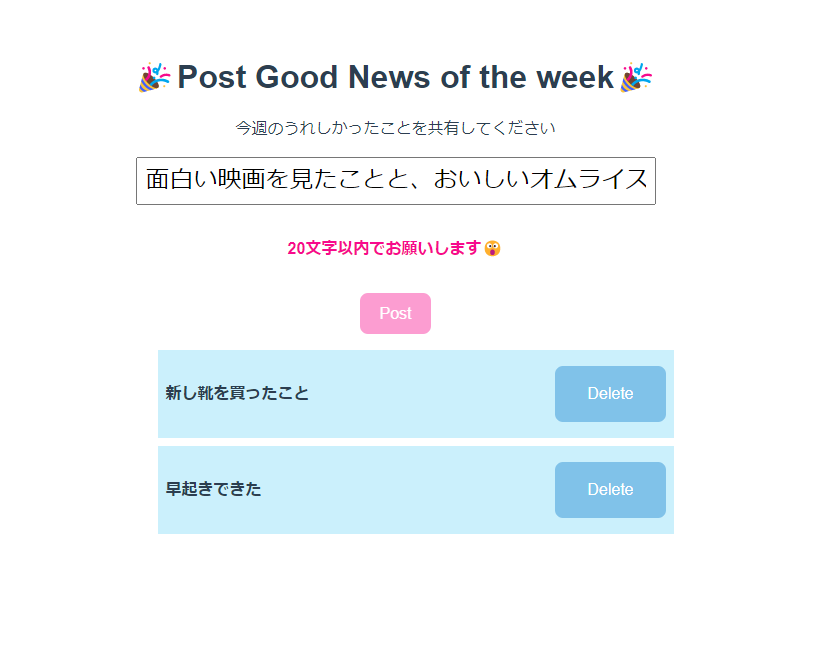 🎉Post Good News of the week🎉
今週のうれしかったことを共有してください
面白い映画を見たことと、おいしいオムライス
20文字以内でお願いします😲
Post
新し靴を買ったこと
Delete
早起きできた
Delete